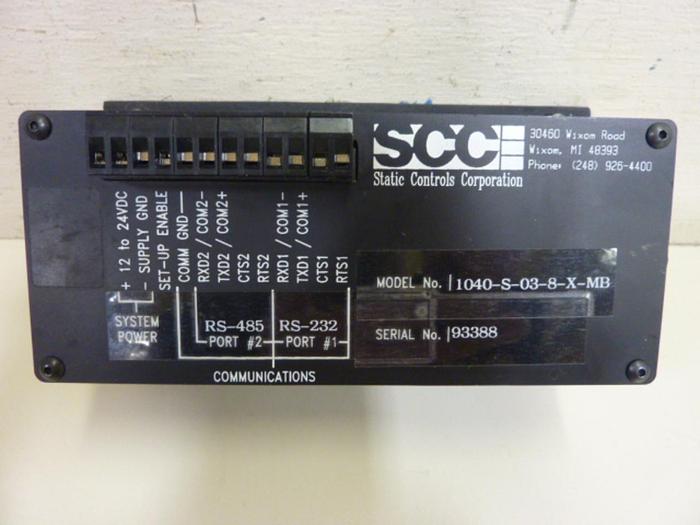 SCC
Static Controls Corporation
30460 Wixom Road
Wixom, MI 48393
Phone: (248) 926-4400
+ 12 to 24VDC
- SUPPLY GND
SET-UP ENABLE
COMM GND
RXD2 / COM2-
TXD2 / COM2+
CTS2
RTS2
RXD1 / COM1-
TXD1 / COM1+
CTS1
RTS1
SYSTEM
POWER
RS-485
PORT #2
RS-232
PORT #1
COMMUNICATIONS
MODEL No. 1040-S-03-8-X-MB
SERIAL No. 93388